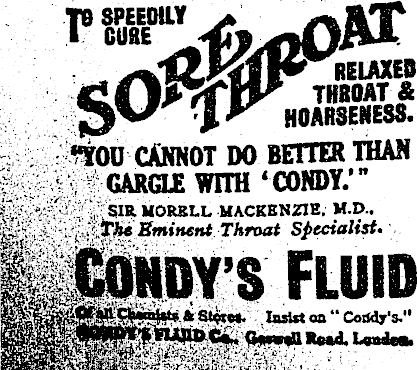 To SPEEDILY
CURE
SORE
THROAT
RELAXED
THROAT &
HOARSENESS.
"YOU CANNOT DO BETTER THAN
GARGLE WITH 'CONDY.'"
SIR MORELL MACKENZIE, M.D.,
The Eminent Throat Specialist.
CONDY'S FLUID
Of all Chemists & Stores. Insist on "Condy's."
CONDY'S FLUID Co., Goswell Road, London.